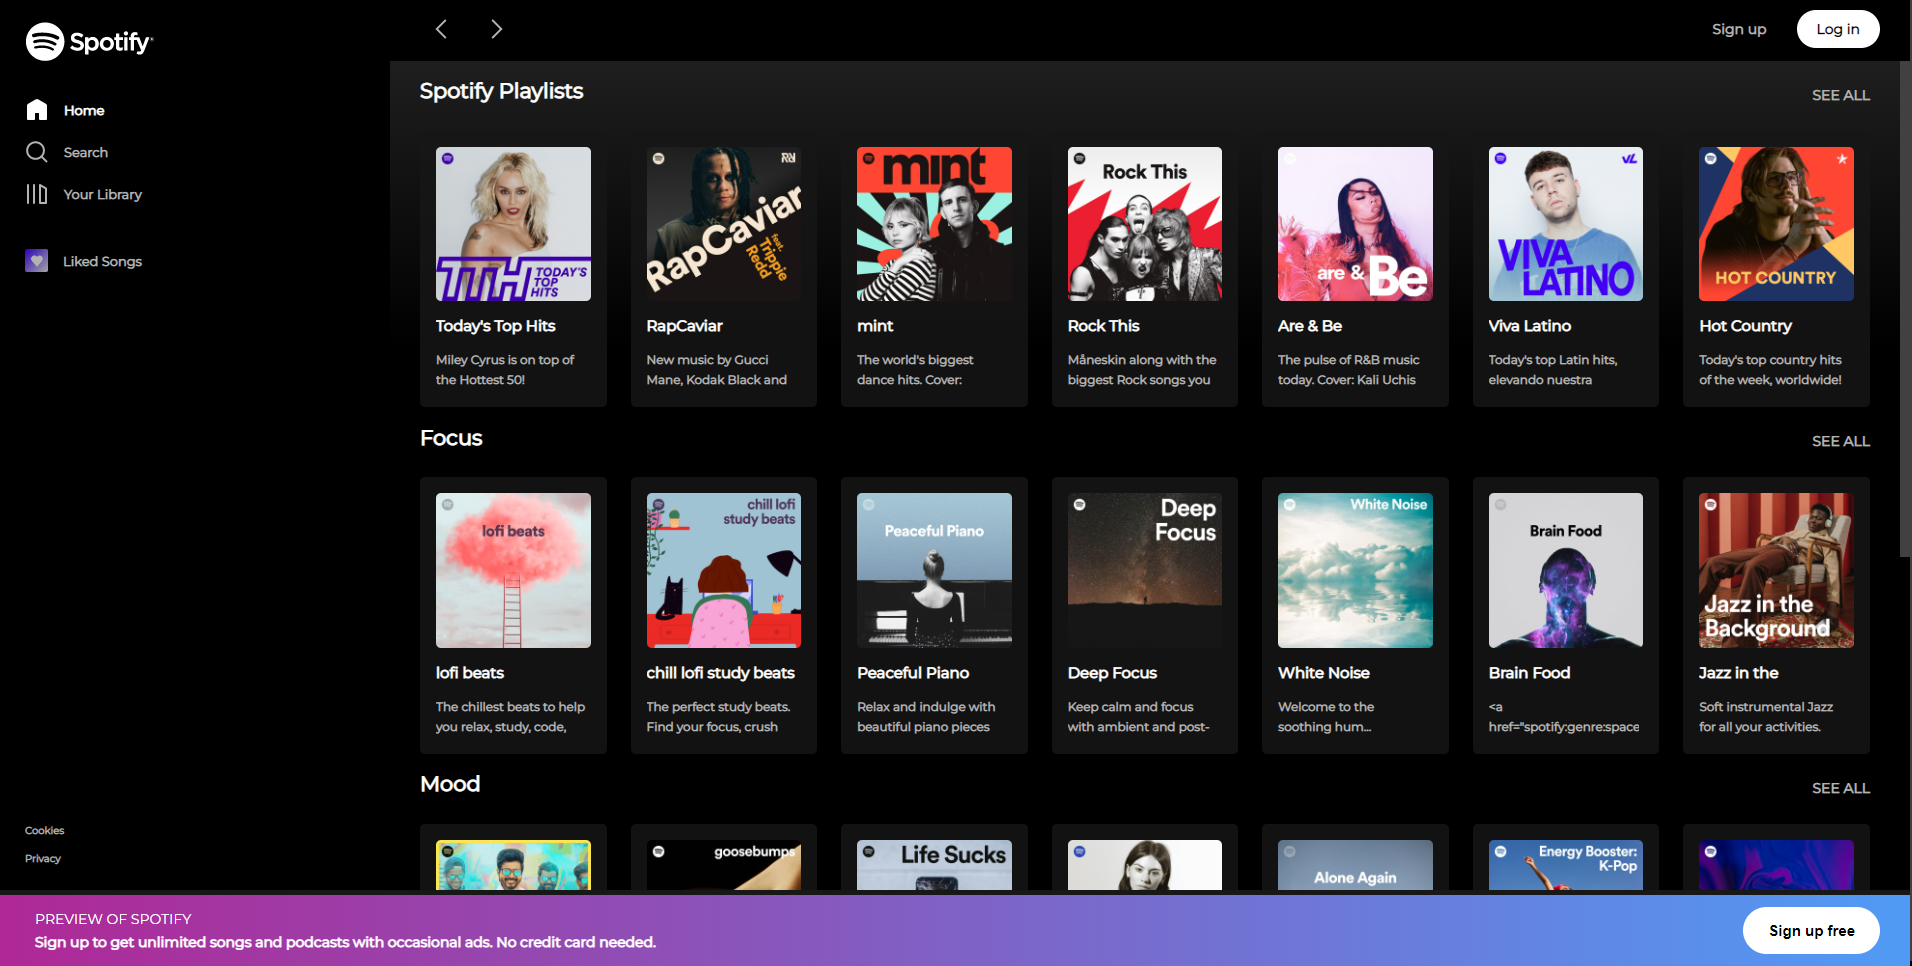 Spotify
Sign up
Log in
Home
Search
Your Library
Liked Songs
Cookies
Privacy
Spotify Playlists
SEE ALL
TTH TODAY'S
TOP
HITS
Today's Top Hits
Miley Cyrus is on top of
the Hottest 50!
RapCaviar
feat.
Trippie
Redd
RapCaviar
New music by Gucci
Mane, Kodak Black and
mint
mint
The world's biggest
dance hits. Cover:
Rock This
Rock This
Måneskin along with the
biggest Rock songs you
are & Be
Are & Be
The pulse of R&B music
today. Cover: Kali Uchis
VL
VIVA
LATINO
Viva Latino
Today's top Latin hits,
elevando nuestra
HOT COUNTRY
Hot Country
Today's top country hits
of the week, worldwide!
Focus
SEE ALL
lofi beats
lofi beats
The chillest beats to help
you relax, study, code,
chill lofi
study beats
chill lofi study beats
The perfect study beats.
Find your focus, crush
Peaceful Piano
Peaceful Piano
Relax and indulge with
beautiful piano pieces
Deep
Focus
Deep Focus
Keep calm and focus
with ambient and post-
White Noise
White Noise
Welcome to the
soothing hum...
Brain Food
Brain Food
<a
href="spotify:genre:space
Jazz in the
Background
Jazz in the
Soft instrumental Jazz
for all your activities.
Mood
SEE ALL
goosebumps
Life Sucks
Alone Again
Energy Booster:
K-Pop
PREVIEW OF SPOTIFY
Sign up to get unlimited songs and podcasts with occasional ads. No credit card needed.
Sign up free